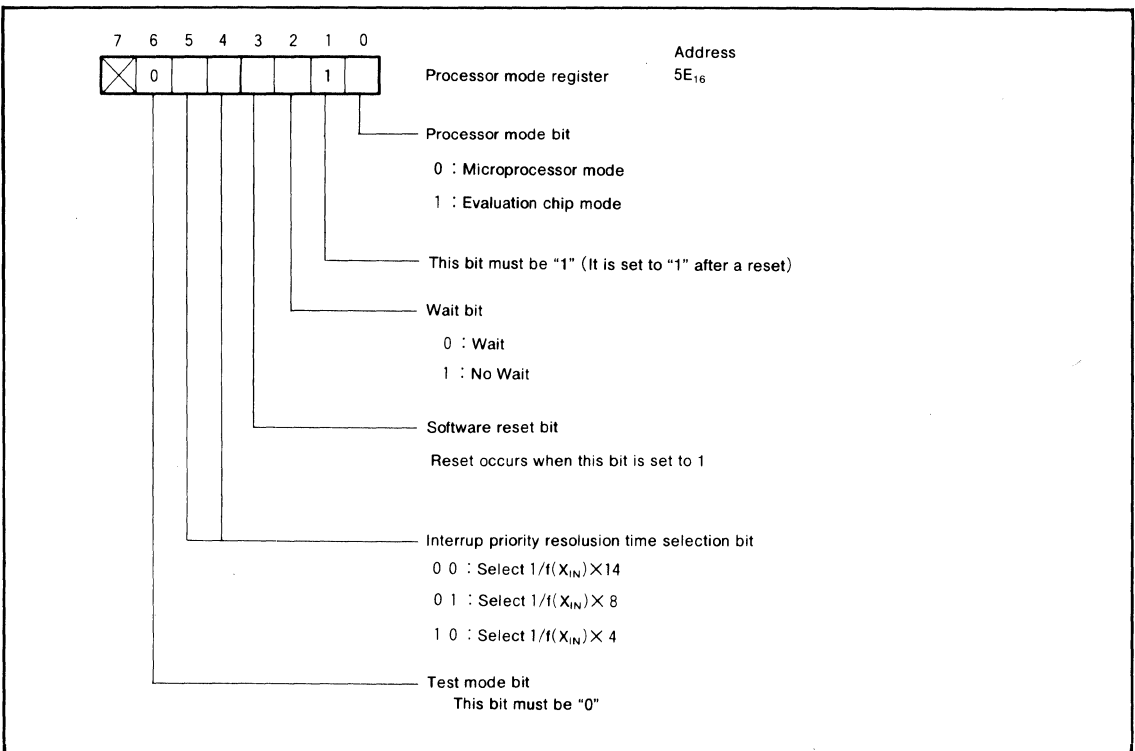 7 6 5 4 3 2 1 0
Address
0 1 Processor mode register 5E₁₆
Processor mode bit
0 : Microprocessor mode
1 : Evaluation chip mode
This bit must be “1” (It is set to “1” after a reset)
Wait bit
0 : Wait
1 : No Wait
Software reset bit
Reset occurs when this bit is set to 1
Interrup priority resolusion time selection bit
0 0 : Select 1/f(X_IN)×14
0 1 : Select 1/f(X_IN)× 8
1 0 : Select 1/f(X_IN)× 4
Test mode bit
This bit must be “0”